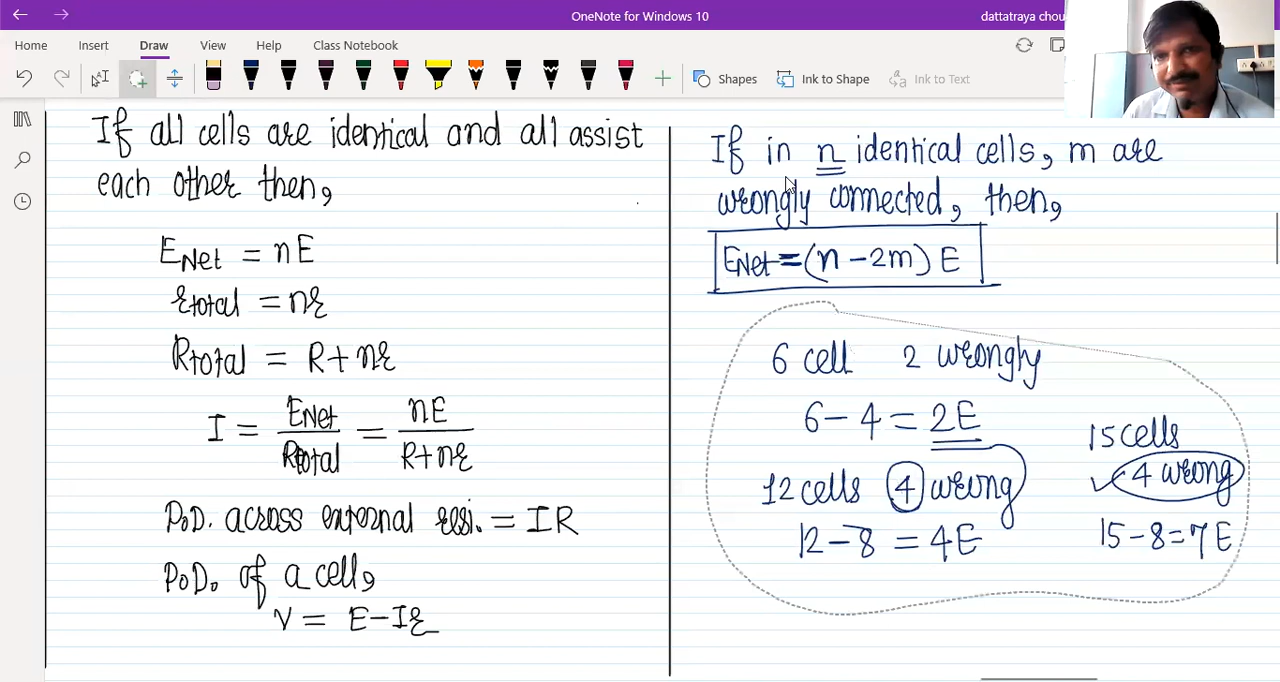 OneNote for Windows 10
dattatraya chou
Home Insert Draw View Help Class Notebook
Shapes Ink to Shape Ink to Text
If all cells are identical and all assist
each other then,
ENet = nE
rtotal = nr
Rtotal = R+nr
I = ENet/Rtotal = nE/R+nr
P.D. across external resi. = IR
P.D. of a cell,
V = E-Ir
If in n identical cells, m are
wrongly connected, then,
ENet=(n-2m) E
6 cell 2 wrongly
6-4 = 2E
12 cells 4 wrong
12-8 = 4E
15 cells
✓ 4 wrong
15-8=7E